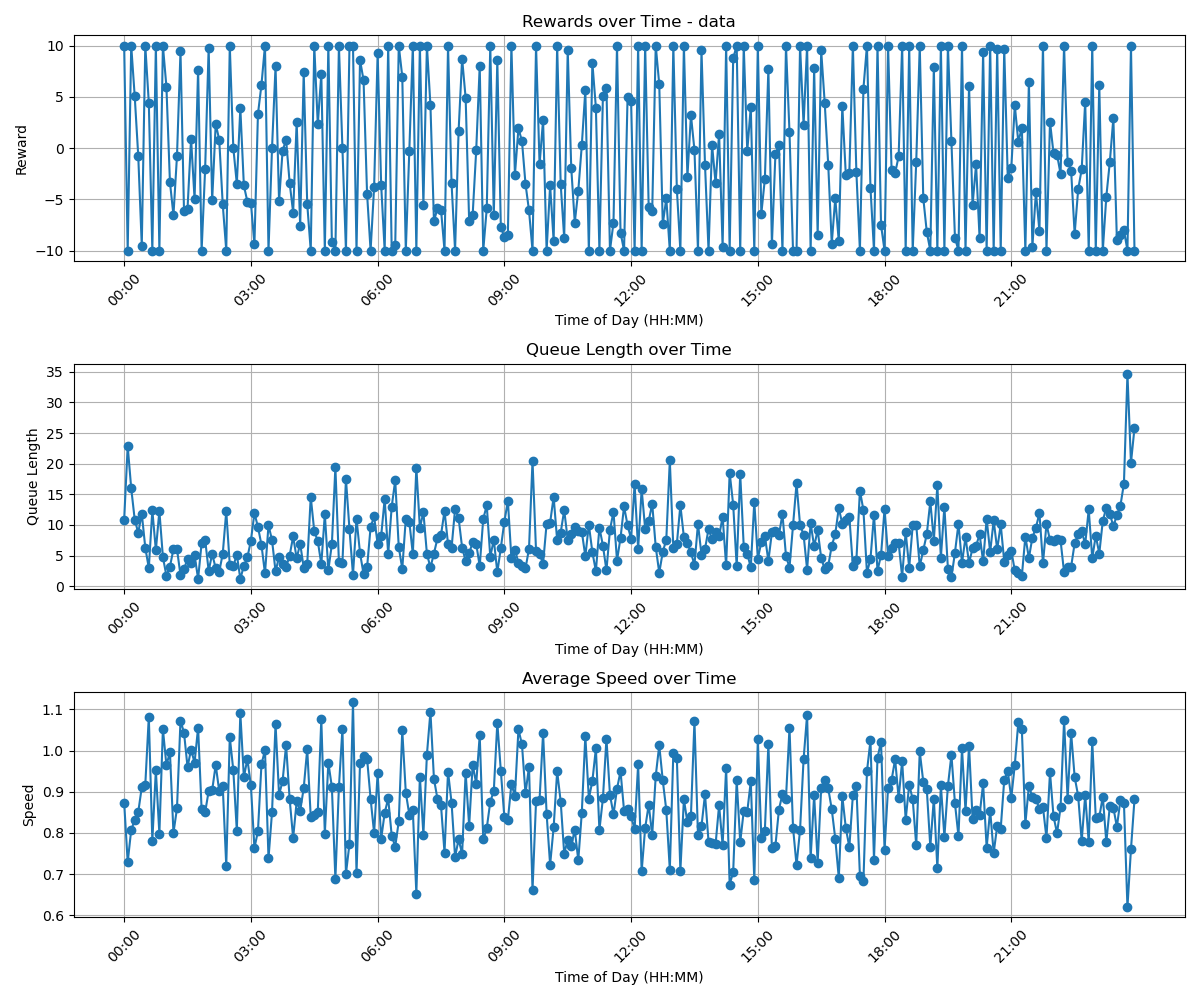 Rewards over Time - data
10
5
0
−5
−10
Reward
00:00 03:00 06:00 09:00 12:00 15:00 18:00 21:00
Time of Day (HH:MM)
Queue Length over Time
35
30
25
20
15
10
5
0
Queue Length
00:00 03:00 06:00 09:00 12:00 15:00 18:00 21:00
Time of Day (HH:MM)
Average Speed over Time
1.1
1.0
0.9
0.8
0.7
0.6
Speed
00:00 03:00 06:00 09:00 12:00 15:00 18:00 21:00
Time of Day (HH:MM)